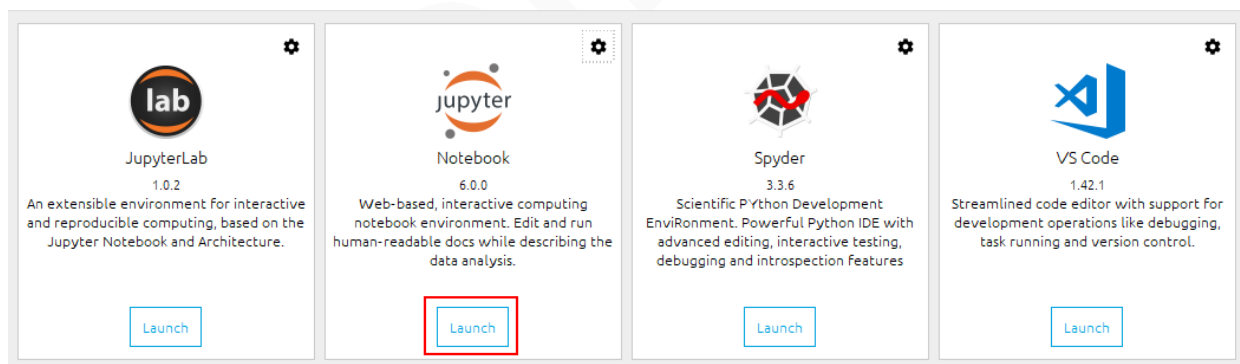 lab
JupyterLab
1.0.2
An extensible environment for interactive
and reproducible computing, based on the
Jupyter Notebook and Architecture.
Launch
jupyter
Notebook
6.0.0
Web-based, interactive computing
notebook environment. Edit and run
human-readable docs while describing the
data analysis.
Launch
Spyder
3.3.6
Scientific PYthon Development
EnviRonment. Powerful Python IDE with
advanced editing, interactive testing,
debugging and introspection features
Launch
VS Code
1.42.1
Streamlined code editor with support for
development operations like debugging,
task running and version control.
Launch